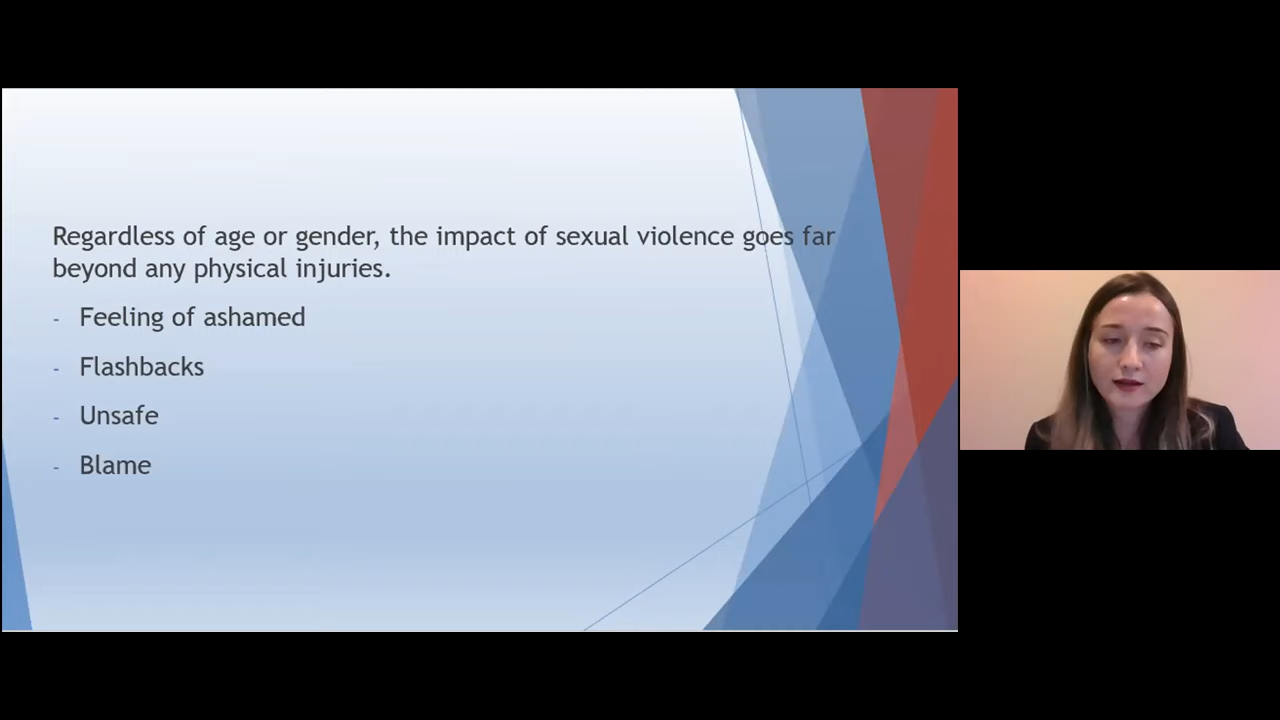 Regardless of age or gender, the impact of sexual violence goes far
beyond any physical injuries.
- Feeling of ashamed
- Flashbacks
- Unsafe
- Blame